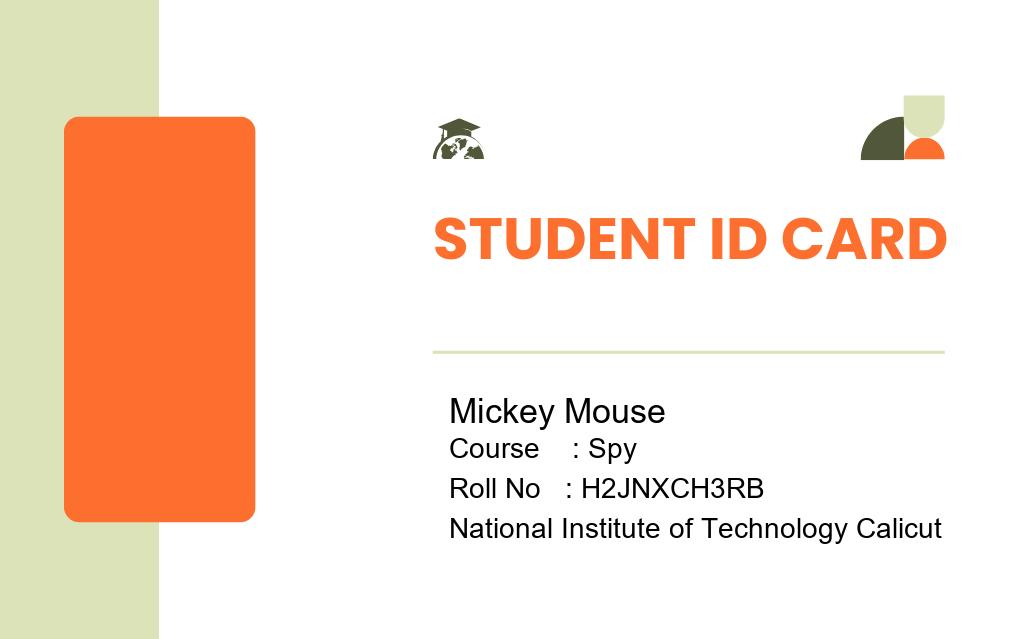 STUDENT ID CARD
Mickey Mouse
Course : Spy
Roll No : H2JNXCH3RB
National Institute of Technology Calicut